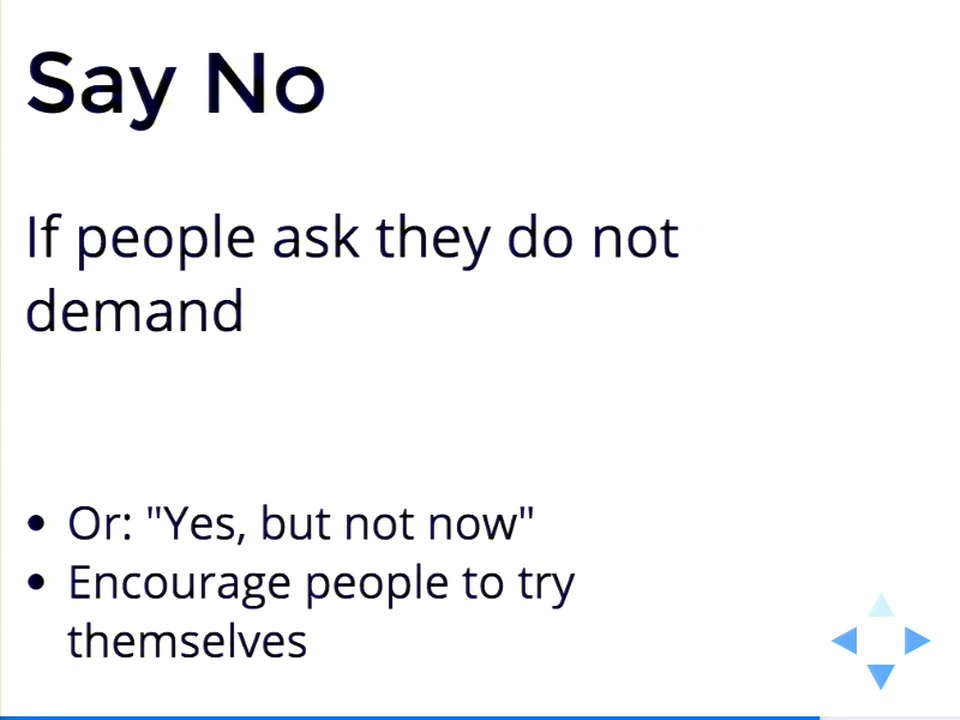 Say No
If people ask they do not
demand
• Or: "Yes, but not now"
• Encourage people to try
themselves